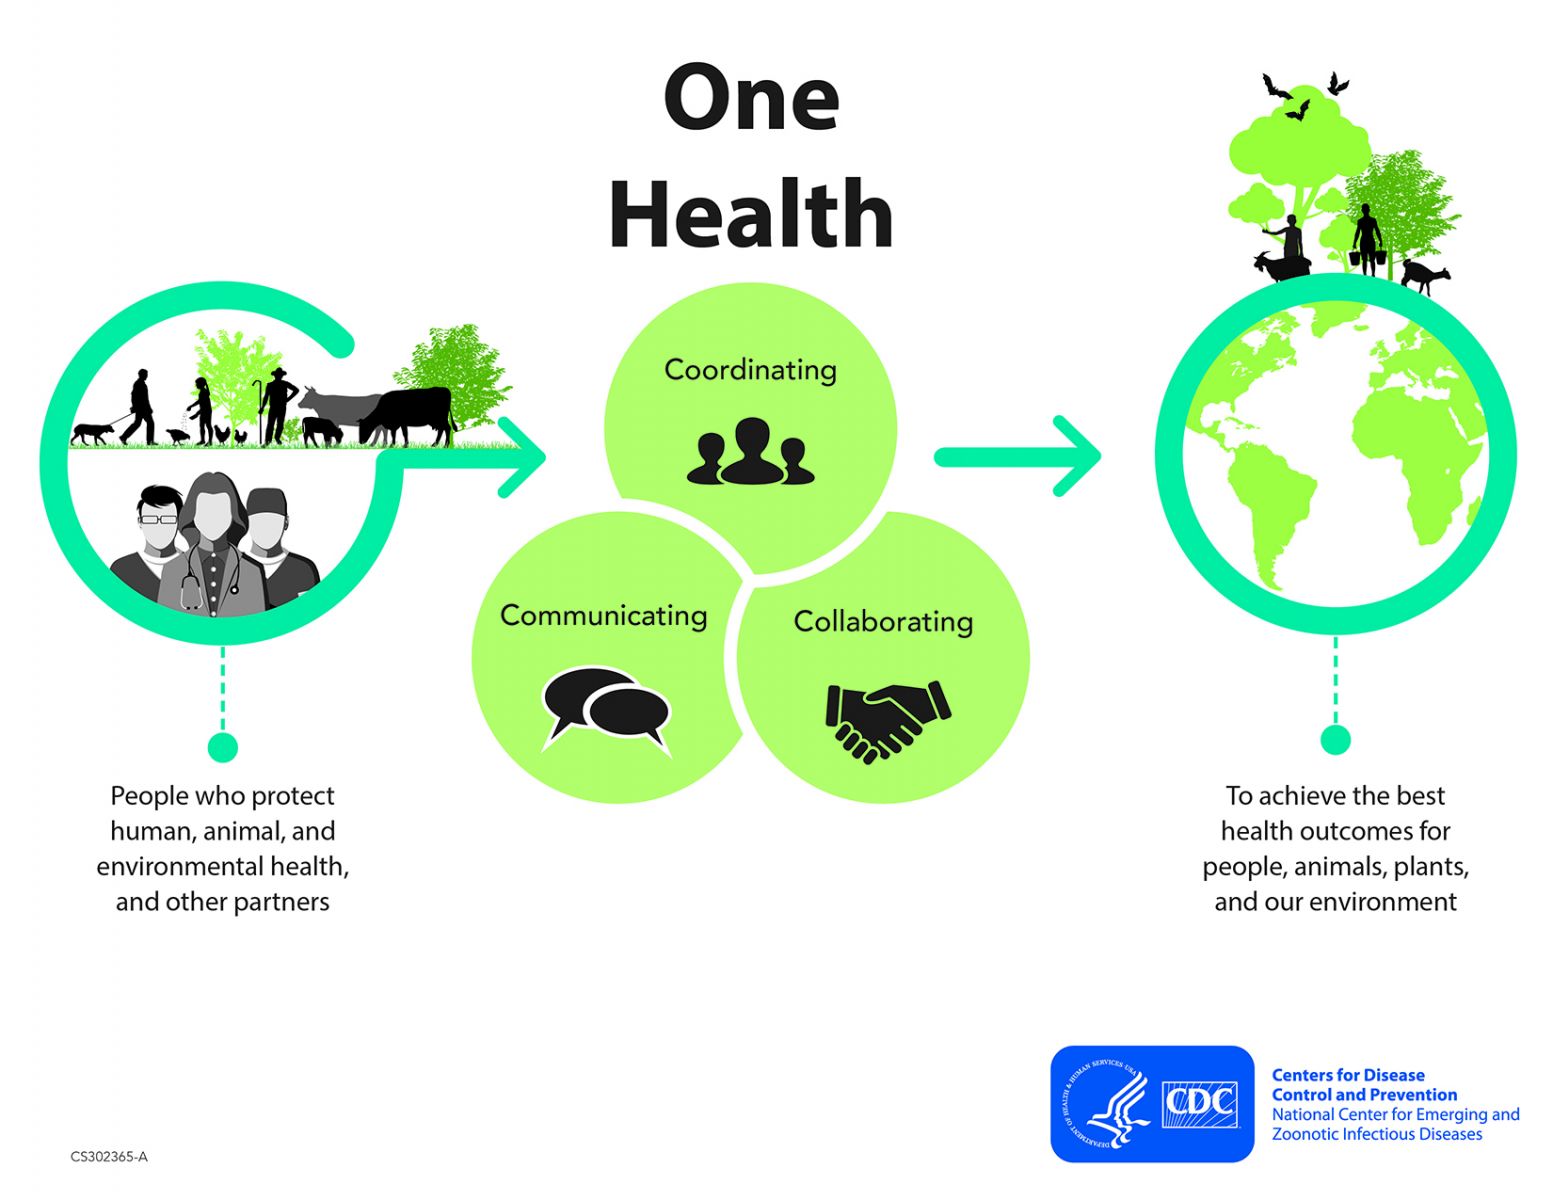 One
Health
Coordinating
Communicating
Collaborating
People who protect
human, animal, and
environmental health,
and other partners
To achieve the best
health outcomes for
people, animals, plants,
and our environment
DEPARTMENT OF HEALTH & HUMAN SERVICES·USA
CDC
Centers for Disease
Control and Prevention
National Center for Emerging and
Zoonotic Infectious Diseases
CS302365-A